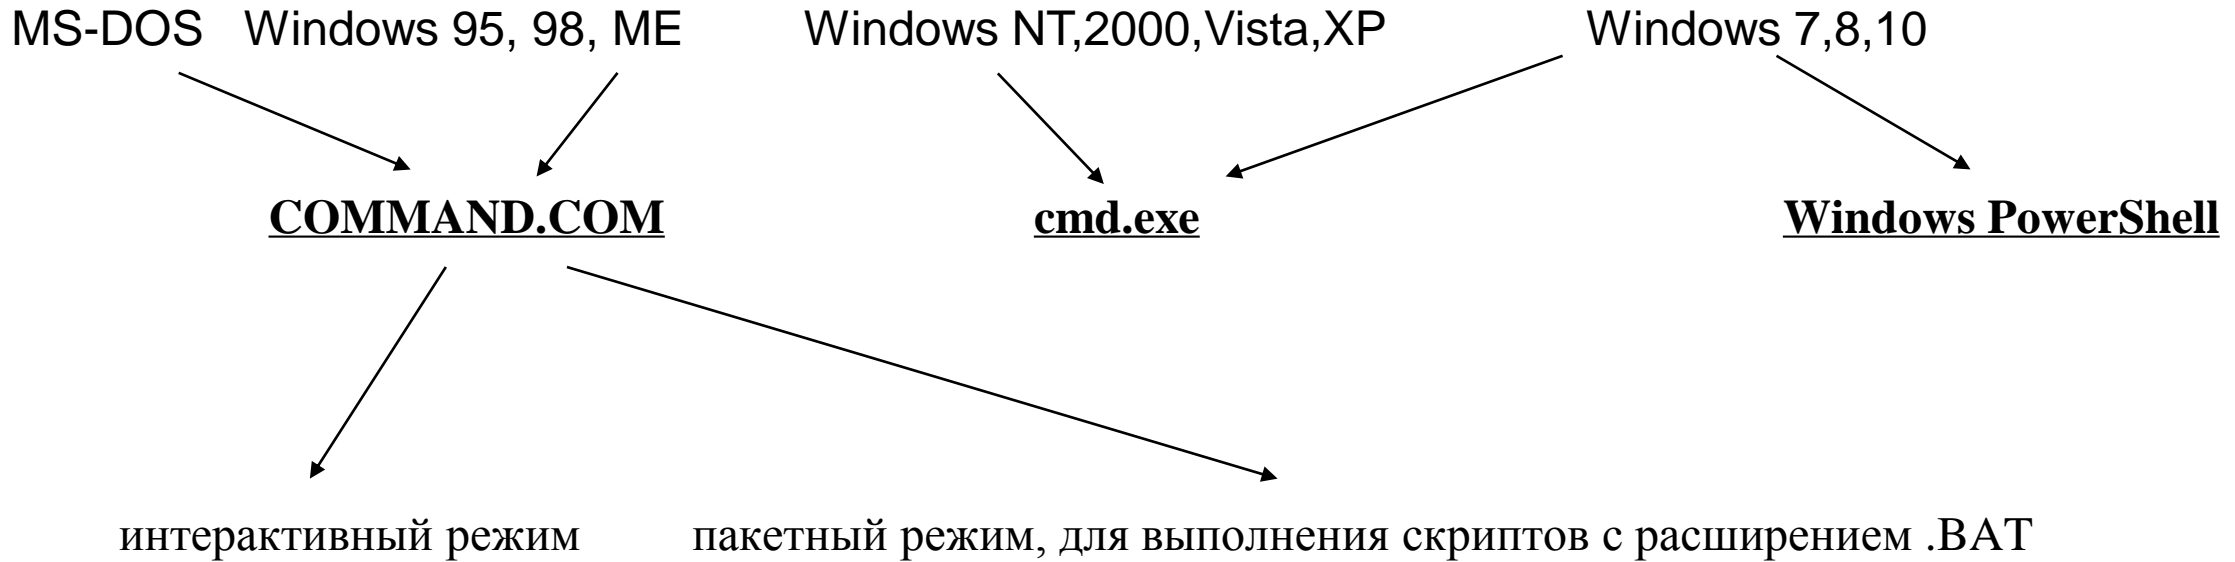 MS-DOS Windows 95, 98, ME Windows NT,2000,Vista,XP Windows 7,8,10
COMMAND.COM cmd.exe Windows PowerShell
интерактивный режим пакетный режим, для выполнения скриптов с расширением .BAT